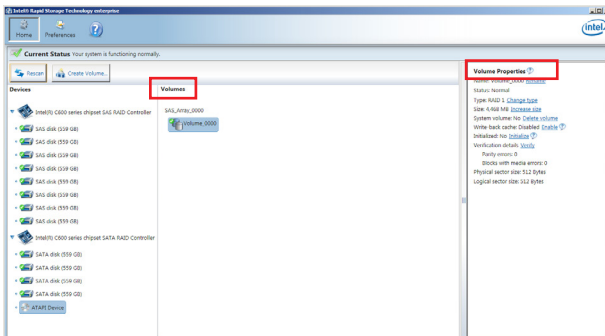 Intel® Rapid Storage Technology enterprise
Home
Preferences
intel
Current Status Your system is functioning normally.
Rescan
Create Volume...
Devices
Intel(R) C600 series chipset SAS RAID Controller
SAS disk (559 GB)
SAS disk (559 GB)
SAS disk (559 GB)
SAS disk (559 GB)
SAS disk (559 GB)
SAS disk (559 GB)
SAS disk (559 GB)
SAS disk (559 GB)
Intel(R) C600 series chipset SATA RAID Controller
SATA disk (559 GB)
SATA disk (559 GB)
SATA disk (559 GB)
SATA disk (559 GB)
ATAPI Device
Volumes
SAS_Array_0000
Volume_0000
Volume Properties ?
Name: Volume_0000 Rename
Status: Normal
Type: RAID 1 Change type
Size: 4,468 MB Increase size
System volume: No Delete volume
Write back cache: Disabled Enable ?
Initialized: No Initialize ?
Verification details Verify
Parity errors: 0
Blocks with media errors: 0
Physical sector size: 512 Bytes
Logical sector size: 512 Bytes